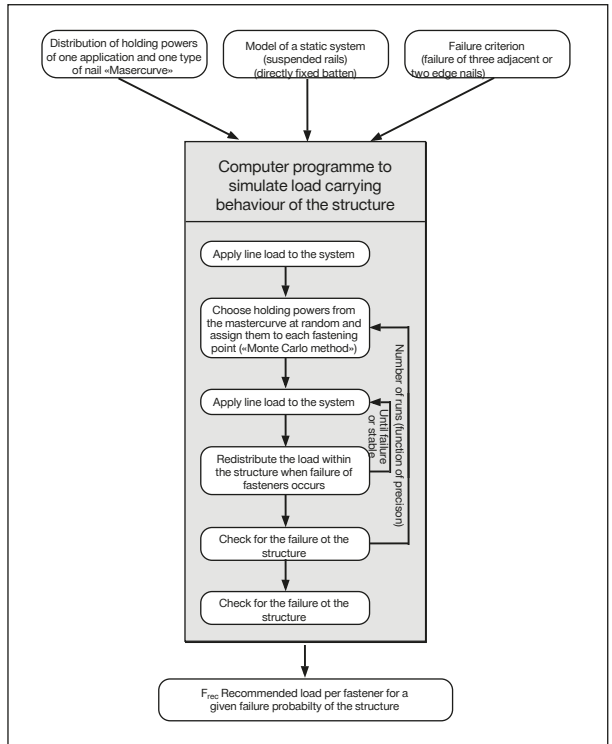 Distribution of holding powers
of one application and one type
of nail «Masercurve»
Model of a static system
(suspended rails)
(directly fixed batten)
Failure criterion
(failure of three adjacent or
two edge nails)
Computer programme to
simulate load carrying
behaviour of the structure
Apply line load to the system
Choose holding powers from
the mastercurve at random and
assign them to each fastening
point («Monte Carlo method»)
Apply line load to the system
Until failure
or stable
Number of runs (function of precison)
Redistribute the load within
the structure when failure of
fasteners occurs
Check for the failure ot the
structure
Check for the failure ot the
structure
Frec Recommended load per fastener for a
given failure probabilty of the structure